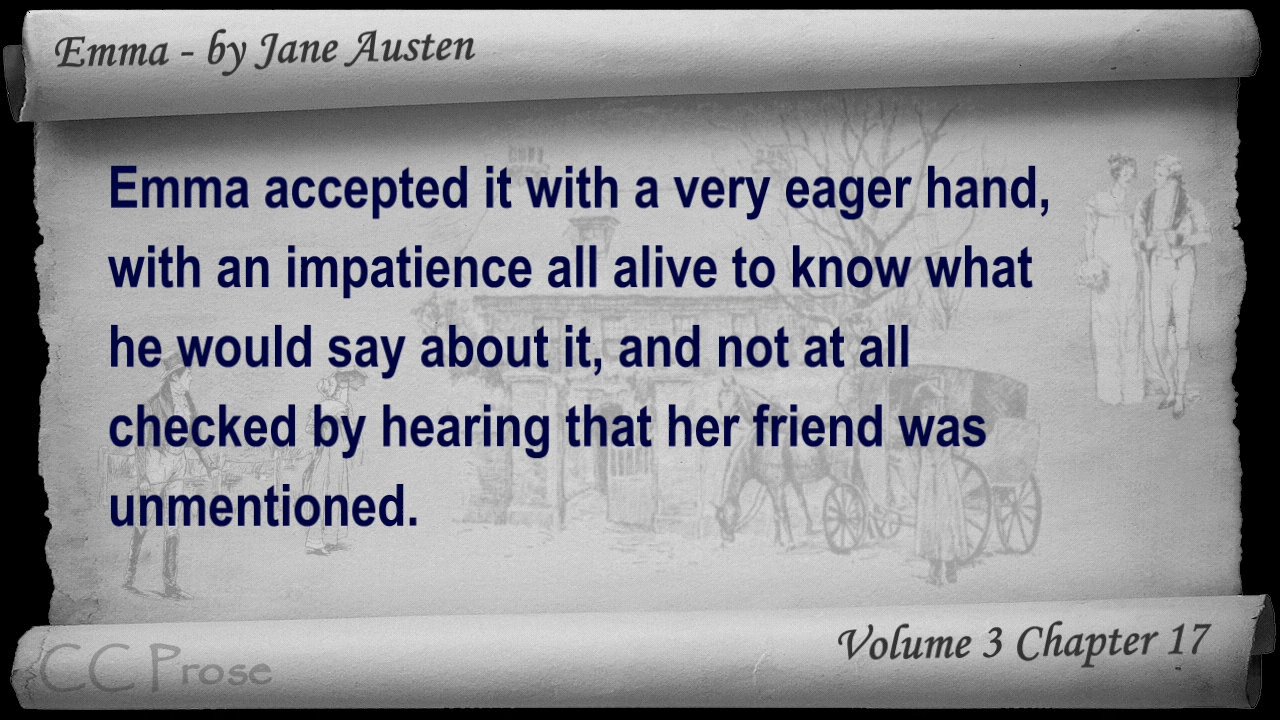 Emma - by Jane Austen
Emma accepted it with a very eager hand,
with an impatience all alive to know what
he would say about it, and not at all
checked by hearing that her friend was
unmentioned.
Volume 3 Chapter 17
CC Prose